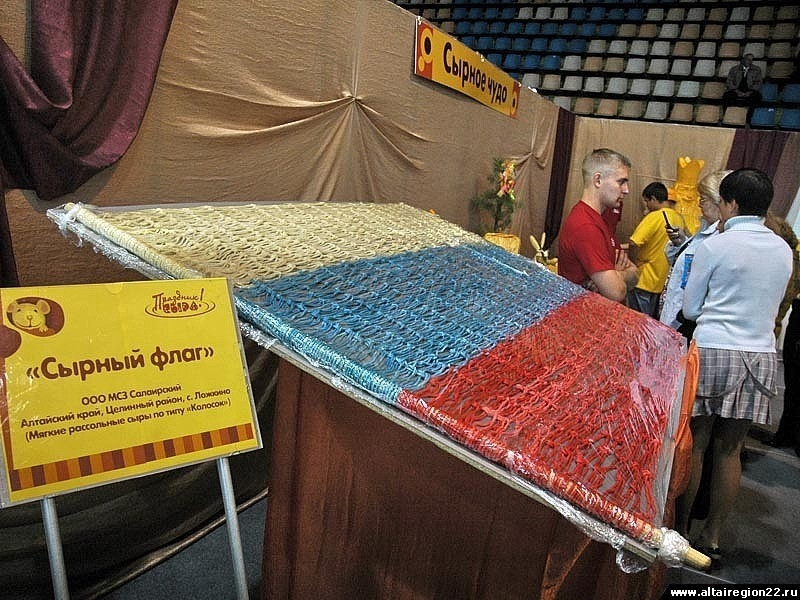 Сырное чудо
Праздник!
сыра
«Сырный флаг»
ООО МСЗ Салаирский
Алтайский край, Целинный район, с. Ложкино
(Мягкие рассольные сыры по типу «Колосок»)
www.altairegion22.ru